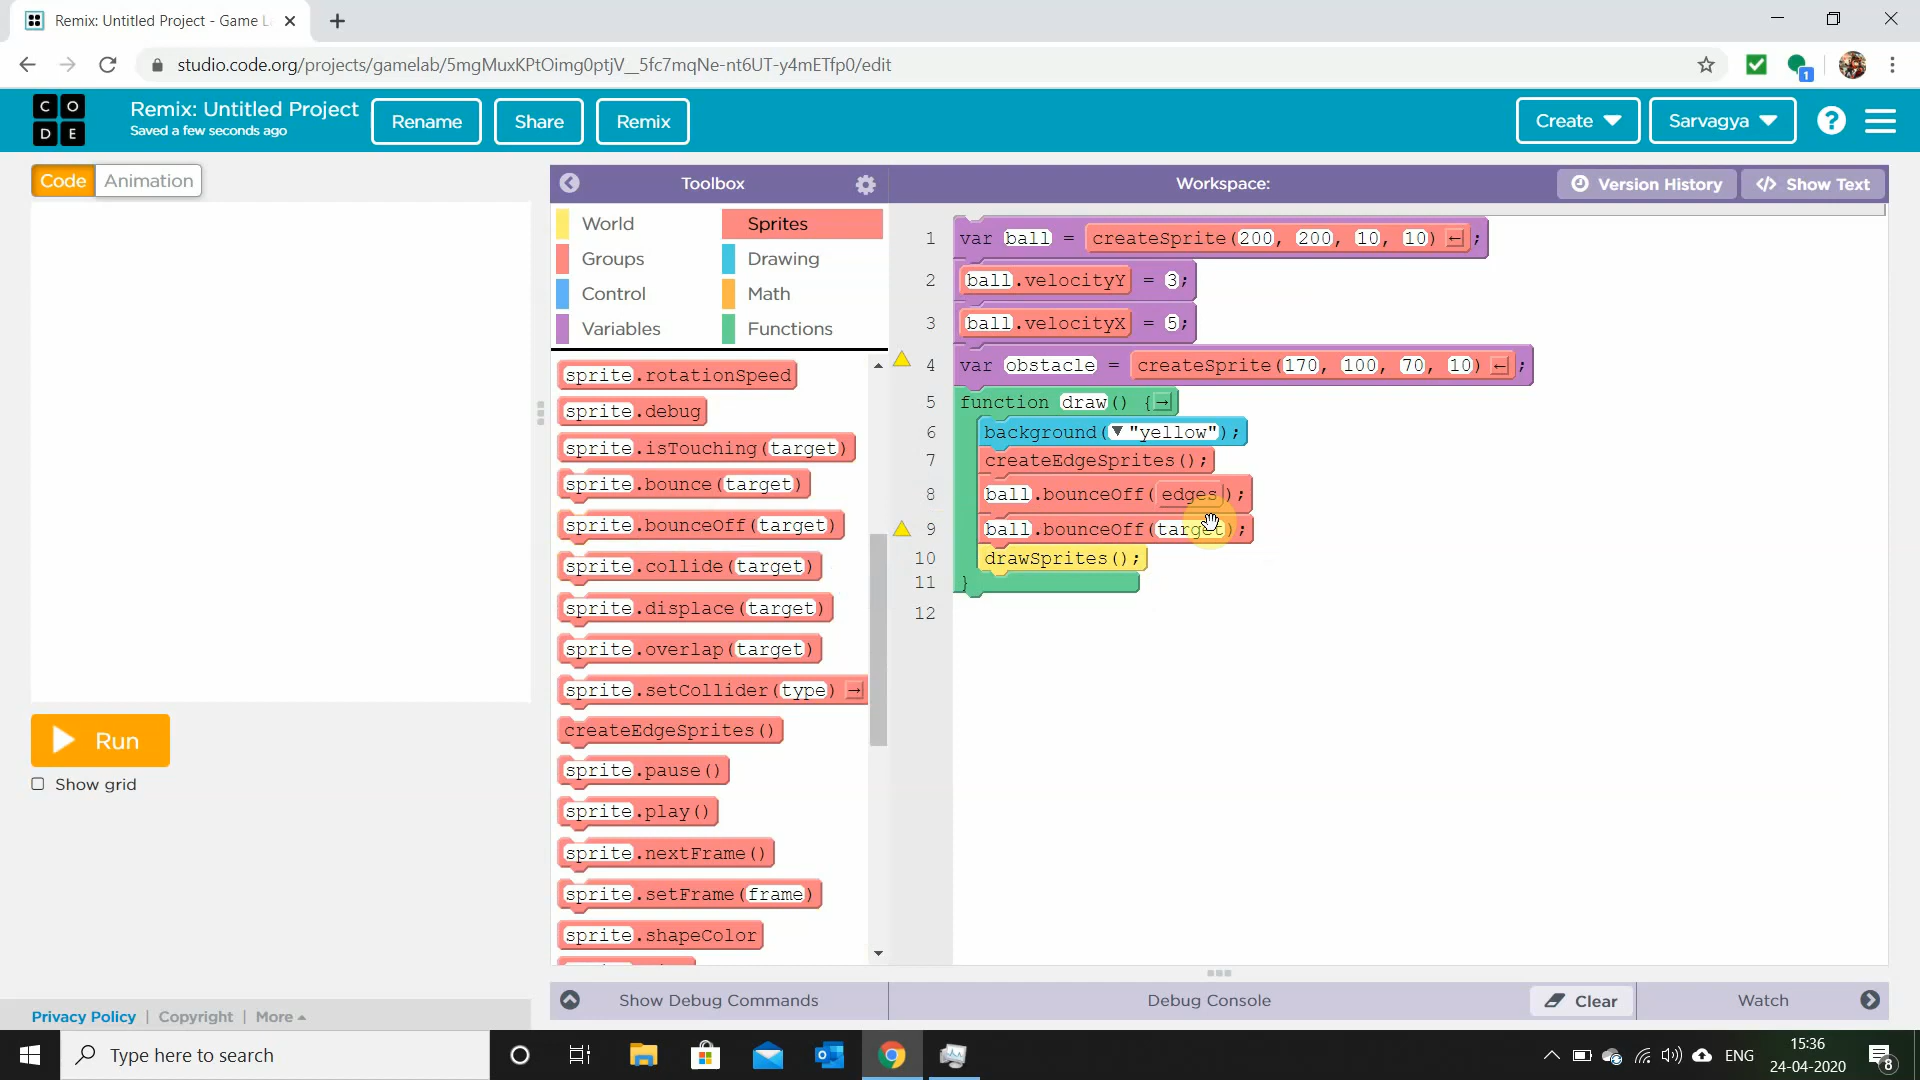 Remix: Untitled Project - Game L
studio.code.org/projects/gamelab/5mgMuxKPtOimg0ptjV__5fc7mqNe-nt6UT-y4mETfp0/edit
1
C O
D E
Remix: Untitled Project
Saved a few seconds ago
Rename
Share
Remix
Create
Sarvagya
?
Code
Animation
Toolbox
Workspace:
Version History
</> Show Text
World
Sprites
Groups
Drawing
Control
Math
Variables
Functions
sprite.rotationSpeed
sprite.debug
sprite.isTouching(target)
sprite.bounce(target)
sprite.bounceOff(target)
sprite.collide(target)
sprite.displace(target)
sprite.overlap(target)
sprite.setCollider(type) →
createEdgeSprites()
sprite.pause()
sprite.play()
sprite.nextFrame()
sprite.setFrame(frame)
sprite.shapeColor
1 var ball = createSprite(200, 200, 10, 10) ←;
2 ball.velocityY = 3;
3 ball.velocityX = 5;
4 var obstacle = createSprite(170, 100, 70, 10) ←;
5 function draw() {→
6 background(▼"yellow");
7 createEdgeSprites();
8 ball.bounceOff(edges);
9 ball.bounceOff(target);
10 drawSprites();
11 }
12
Run
Show grid
Privacy Policy | Copyright | More
Show Debug Commands
Debug Console
Clear
Watch
Type here to search
ENG
15:36
24-04-2020
8